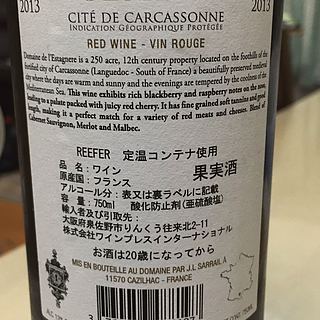 2013 2013
CITÉ DE CARCASSONNE
INDICATION GÉOGRAPHIQUE PROTÉGÉE
RED WINE - VIN ROUGE
Domaine de l'Estagnere is a 250 acre, 12th century property located on the foothills of the
fortified city of Carcassonne (Languedoc - South of France) a beautifully preserved medieval
city where the days are warm and sunny and the evenings are tempered by the coolness of
the Mediterranean. This wine exhibits rich blackberry and raspberry notes on the nose,
leading to a palate packed with juicy red cherry. It has fine grained soft tannins and good
length, making it a perfect match for a variety of red meats and cheeses. Blend of
Cabernet Sauvignon, Merlot and Malbec.
REEFER 定温コンテナ使用
品名：ワイン 果実酒
原産国：フランス
アルコール分：表又は裏ラベルに記載
容量：750ml 酸化防止剤(亜硫酸塩)
輸入者及び引取先：
大阪府泉佐野市りんくう往来北2-11
株式会社ワインプレスインターナショナル
お酒は20歳になってから
MIS EN BOUTEILLE AU DOMAINE PAR J.L SARRAIL À
11570 CAZILHAC - FRANCE